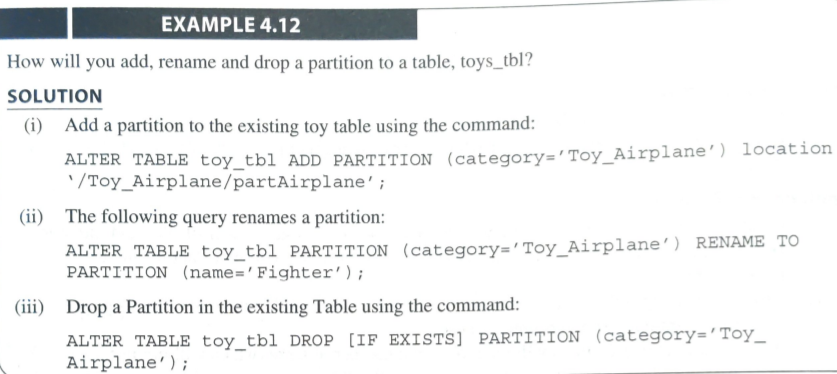 EXAMPLE 4.12
How will you add, rename and drop a partition to a table, toys_tbl?
SOLUTION
(i) Add a partition to the existing toy table using the command:
ALTER TABLE toy_tbl ADD PARTITION (category='Toy_Airplane') location
'/Toy_Airplane/partAirplane';
(ii) The following query renames a partition:
ALTER TABLE toy_tbl PARTITION (category='Toy_Airplane') RENAME TO
PARTITION (name='Fighter');
(iii) Drop a Partition in the existing Table using the command:
ALTER TABLE toy_tbl DROP [IF EXISTS] PARTITION (category='Toy_
Airplane');